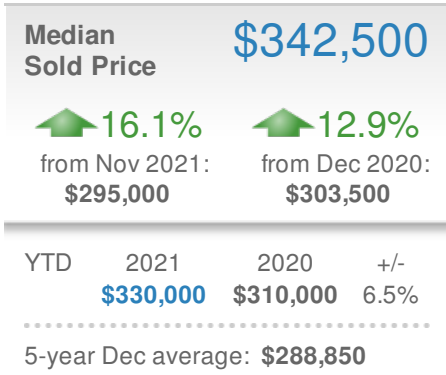 Median
Sold Price
$342,500
16.1%
from Nov 2021:
$295,000
12.9%
from Dec 2020:
$303,500
YTD 2021 2020 +/-
$330,000 $310,000 6.5%
5-year Dec average: $288,850